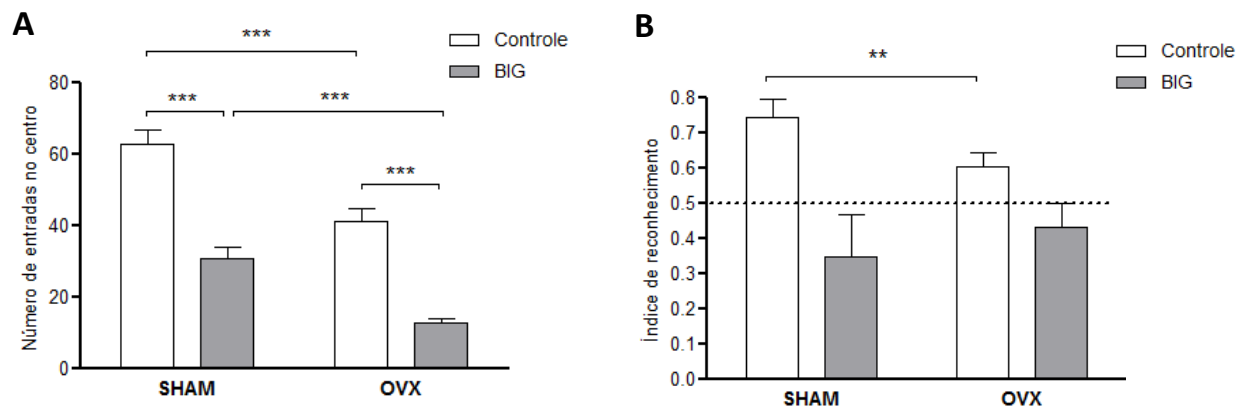 A
***
Controle
BIG
80
***
***
60
***
40
20
0
Número de entradas no centro
SHAM
OVX
B
**
Controle
BIG
0.8
0.7
0.6
0.5
0.4
0.3
0.2
0.1
0.0
Índice de reconhecimento
SHAM
OVX